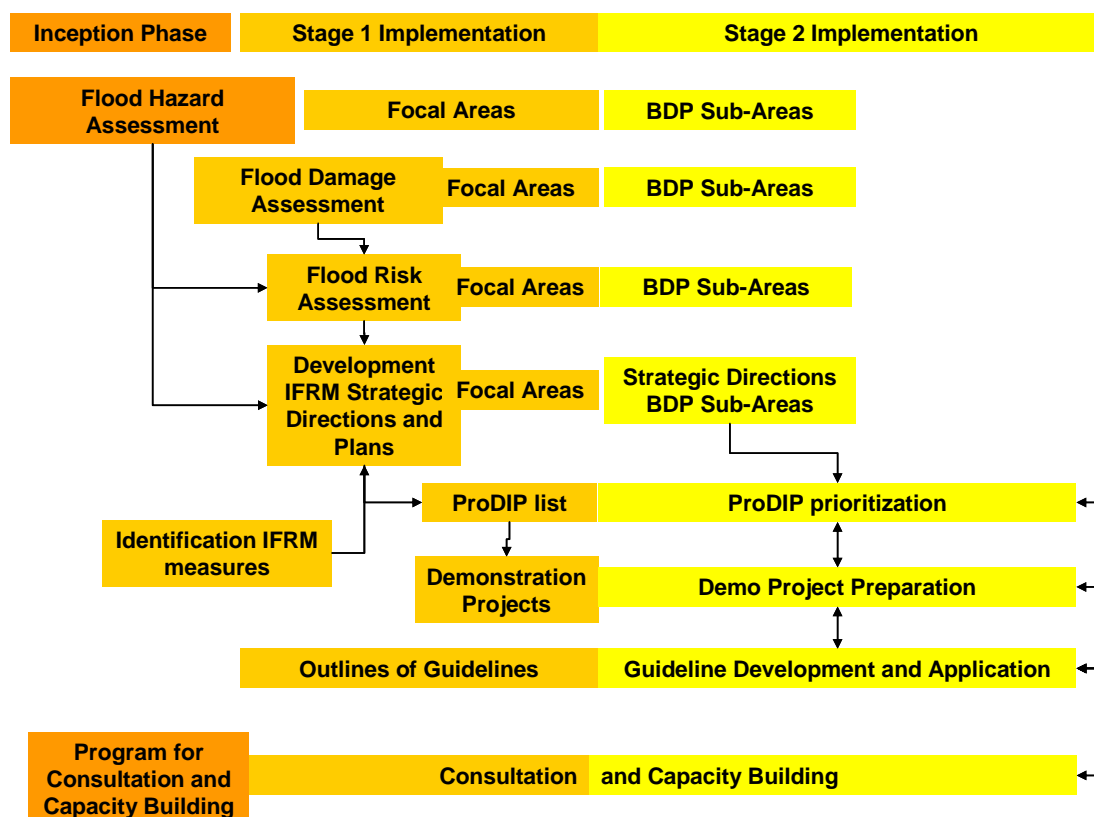 Inception Phase
Stage 1 Implementation
Stage 2 Implementation
Flood Hazard
Assessment
Focal Areas
BDP Sub-Areas
Flood Damage
Assessment
Focal Areas
BDP Sub-Areas
Flood Risk
Assessment
Focal Areas
BDP Sub-Areas
Development
IFRM Strategic
Directions and
Plans
Focal Areas
Strategic Directions
BDP Sub-Areas
ProDIP list
ProDIP prioritization
Identification IFRM
measures
Demonstration
Projects
Demo Project Preparation
Outlines of Guidelines
Guideline Development and Application
Program for
Consultation and
Capacity Building
Consultation and Capacity Building